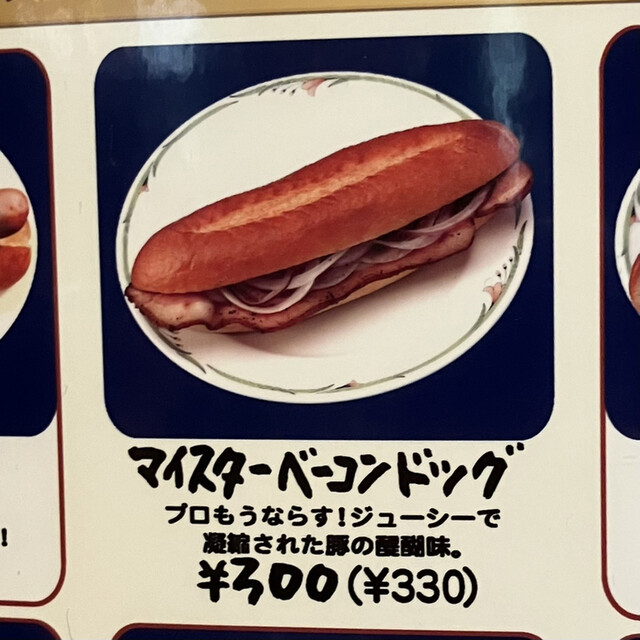 マイスターベーコンドッグ
プロもうならす!ジューシーで
凝縮された豚の醍醐味。
¥300(¥330)
!